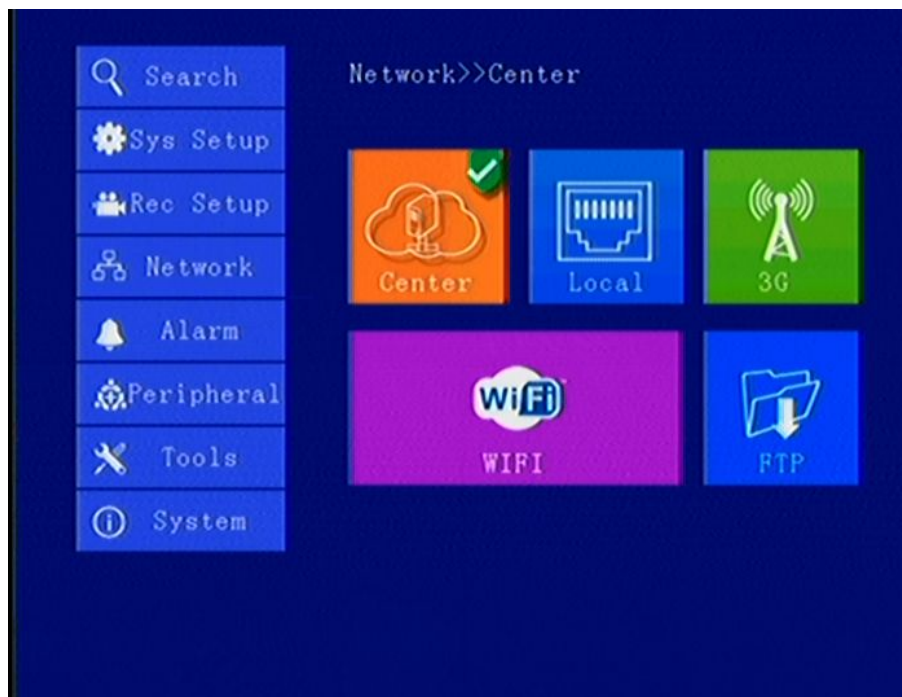 Search
Sys Setup
Rec Setup
Network
Alarm
Peripheral
Tools
System
Network>>Center
Center
Local
3G
WiFi
WIFI
FTP